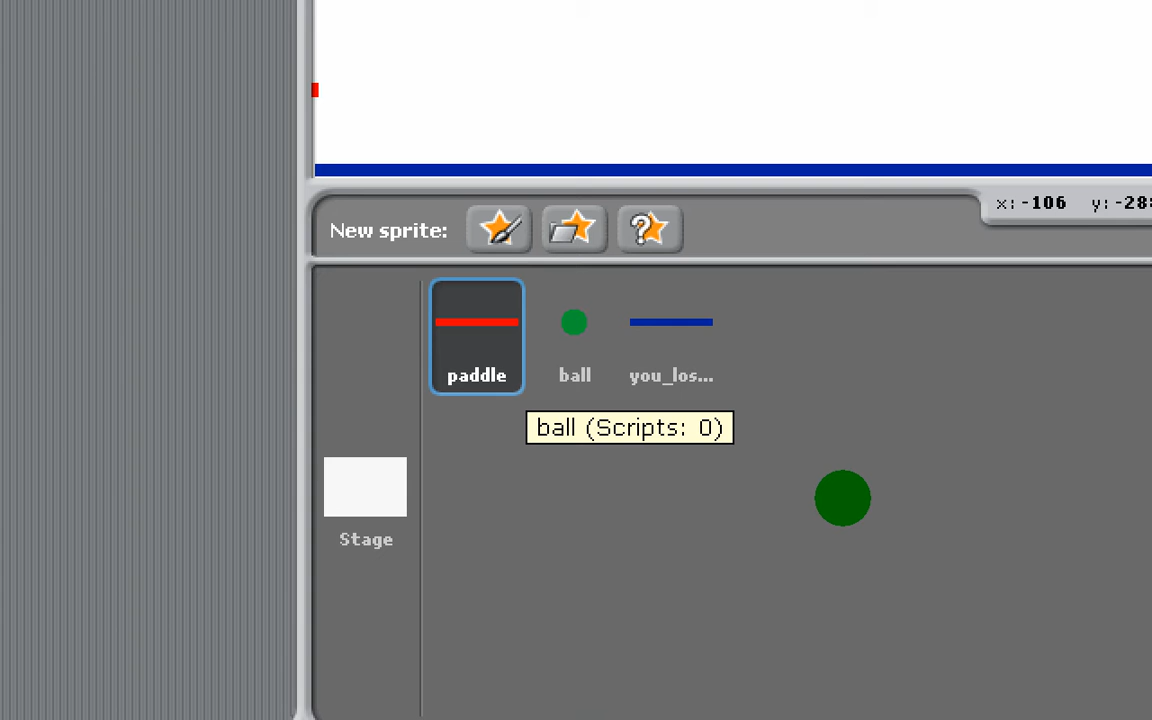 x: -106 y: -28
New sprite:
paddle ball you_los...
ball (Scripts: 0)
Stage